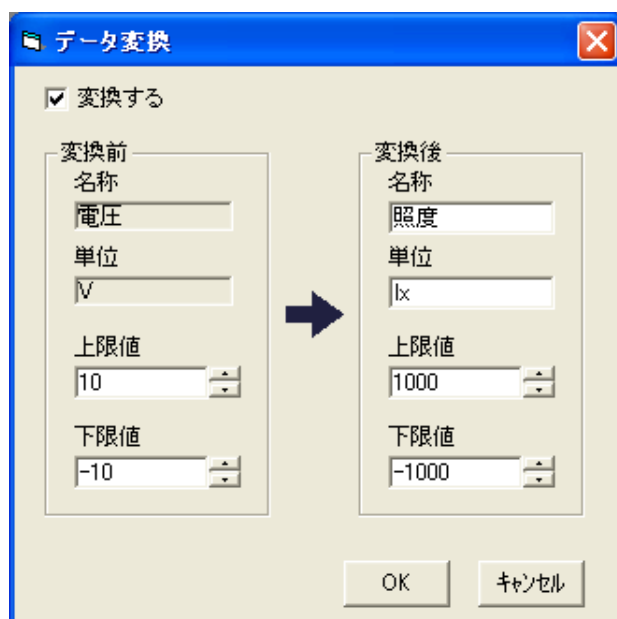 データ変換
変換する
変換前
名称
電圧
単位
V
上限値
10
下限値
-10
変換後
名称
照度
単位
lx
上限値
1000
下限値
-1000
OK
キャンセル